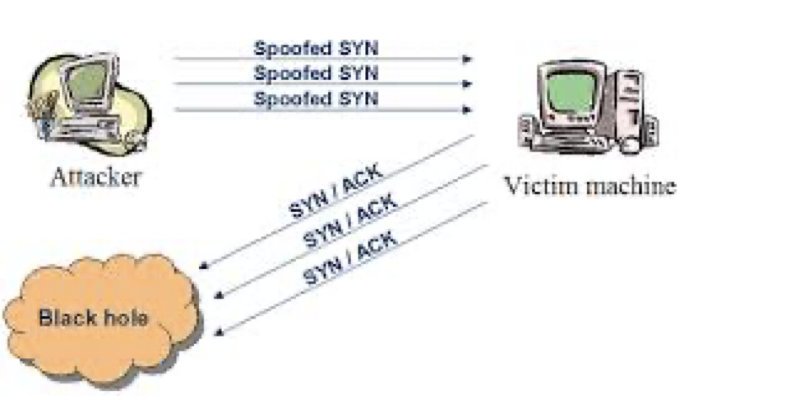 Spoofed SYN
Spoofed SYN
Spoofed SYN
Attacker
Victim machine
SYN / ACK
SYN / ACK
SYN / ACK
Black hole